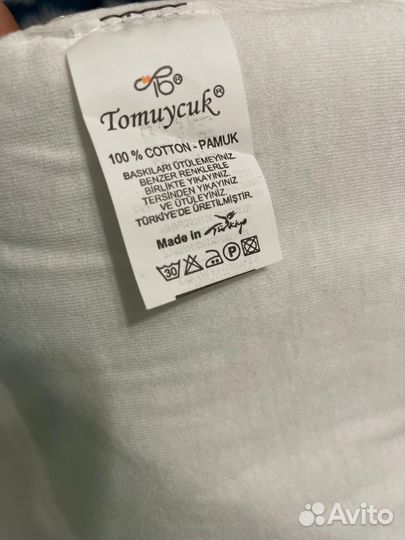 Tomuycuk®
100 % COTTON - PAMUK
BASKILARI ÜTÜLEMEYİNİZ.
BENZER RENKLERLE
BİRLİKTE YIKAYINIZ.
TERSİNDEN YIKAYINIZ
VE ÜTÜLEYİNİZ.
TÜRKİYE'DE ÜRETİLMİŞTİR.
Made in Türkiye
30 P
Avito